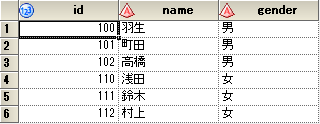 123 id A name A gender
1 100 羽生 男
2 101 町田 男
3 102 高橋 男
4 110 浅田 女
5 111 鈴木 女
6 112 村上 女